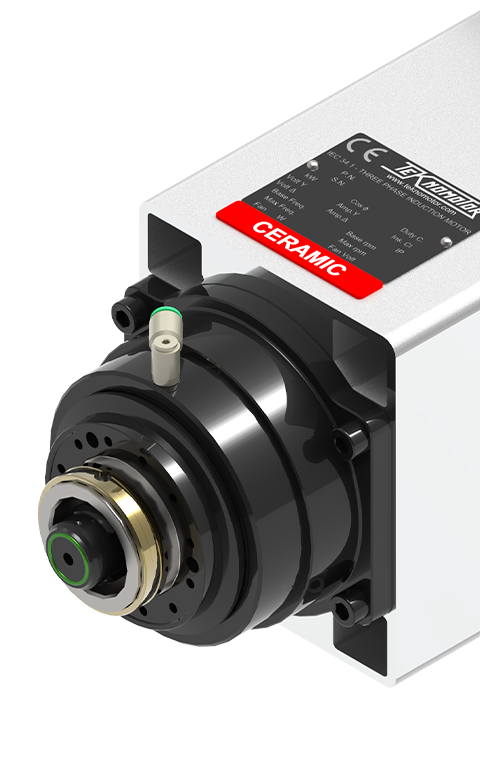 CE TEKNOMOTOR
www.teknomotor.com
IEC 34.1 - THREE PHASE INDUCTION MOTOR
P.N.
S.N.
kW Cos ϕ Duty C.
Volt Y Amp.Y Ins. Cl
Volt Δ Amp.Δ IP
Base Freq. Base rpm
Max Freq. Max rpm
Fan W Fan Volt
CERAMIC